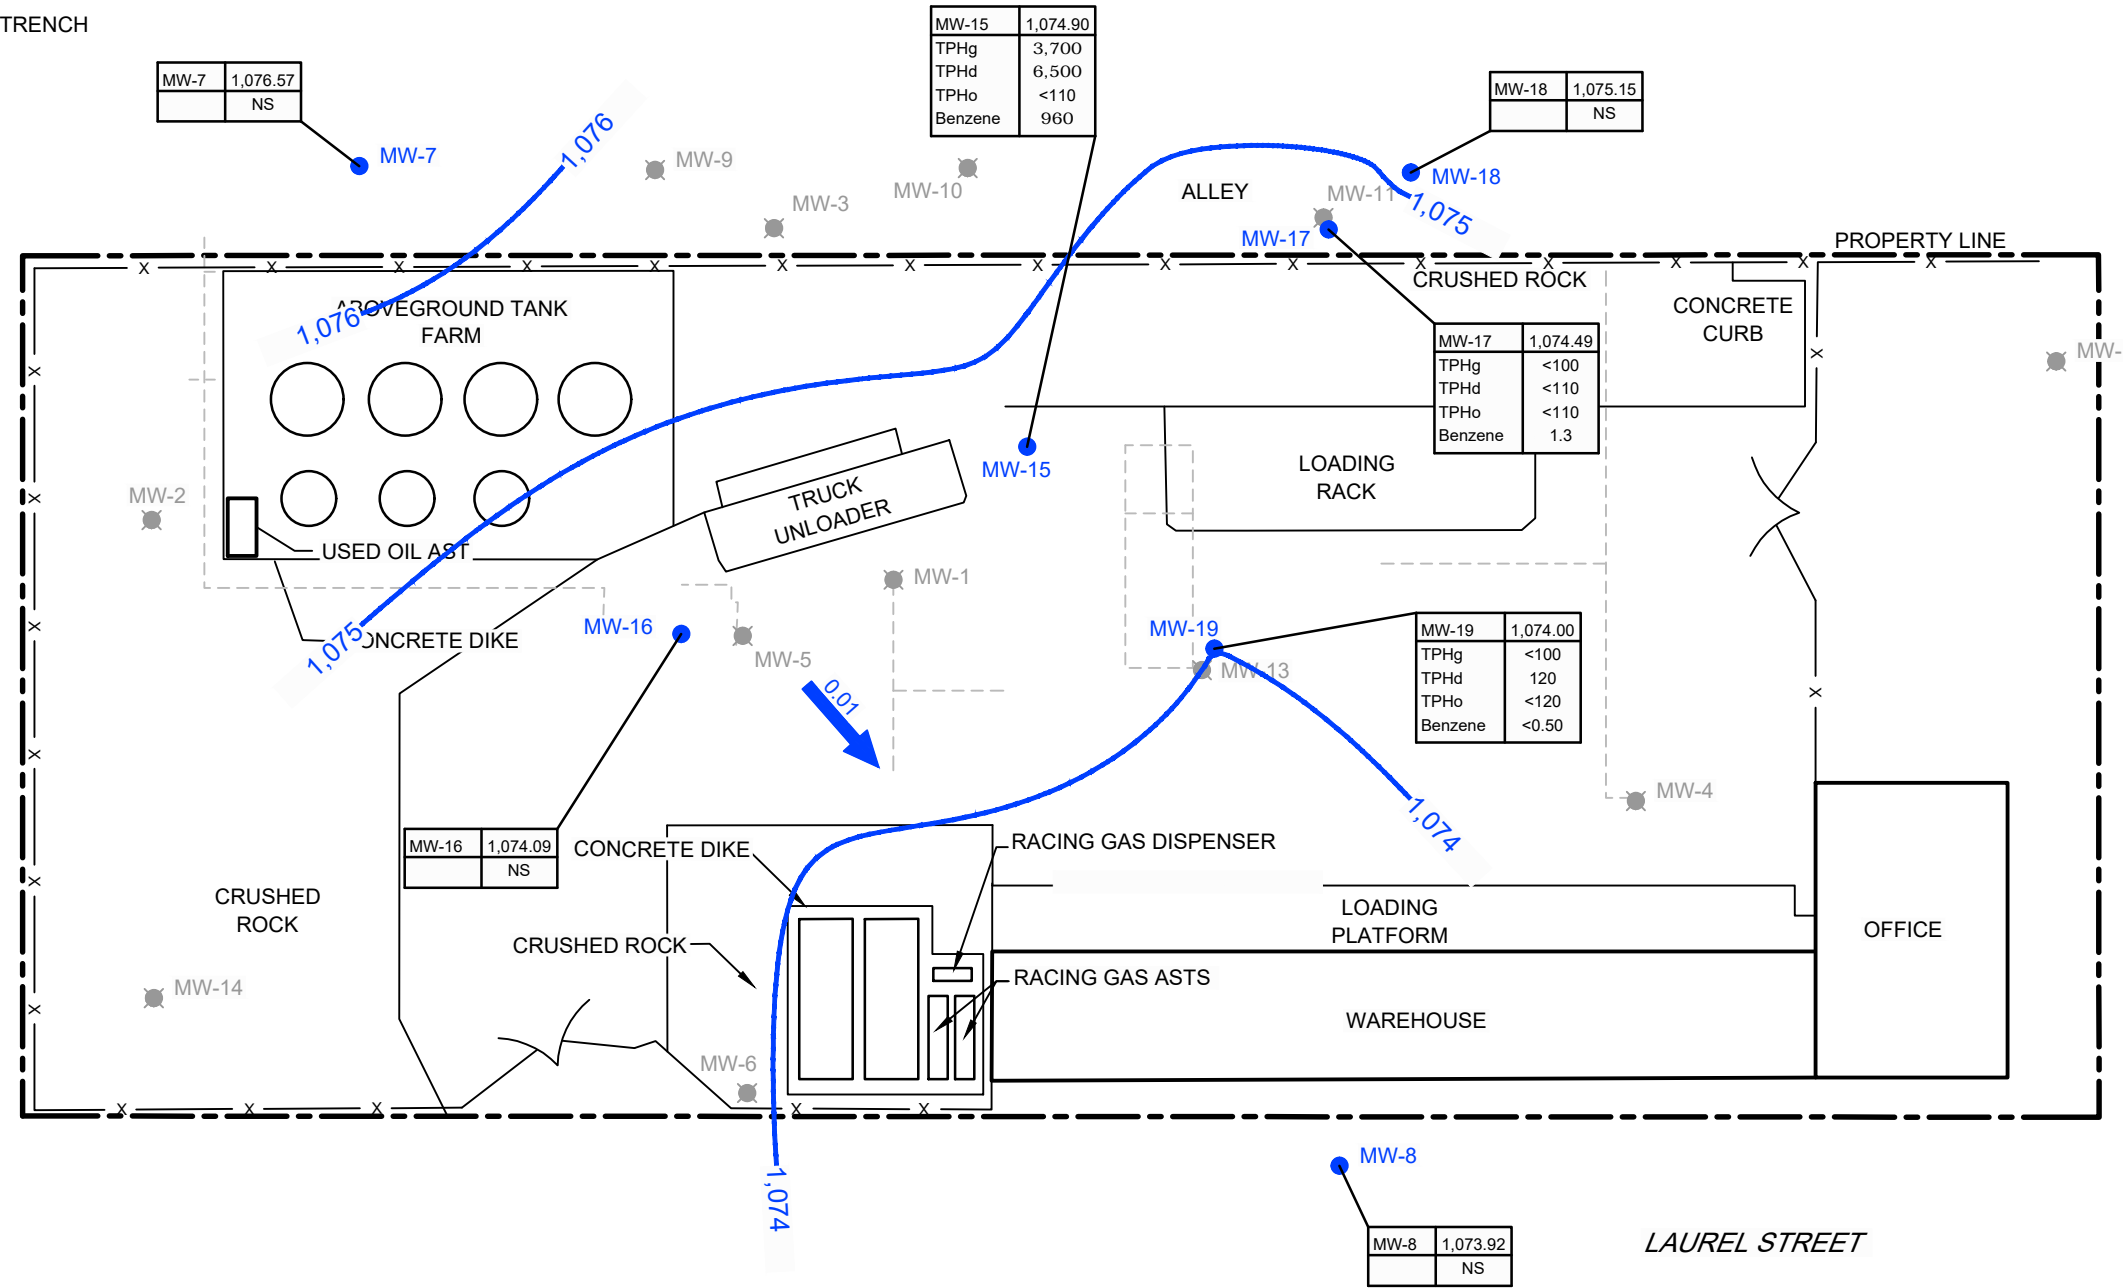 TRENCH
MW-7 1,076.57
NS
MW-7
1,076
MW-9
MW-3
MW-10
MW-15 1,074.90
TPHg 3,700
TPHd 6,500
TPHo <110
Benzene 960
ALLEY
MW-11
MW-17
MW-18 1,075.15
NS
MW-18
1,075
PROPERTY LINE
X X X X X X X X X X X X X X X
CRUSHED ROCK
CONCRETE
CURB
MW-17 1,074.49
TPHg <100
TPHd <110
TPHo <110
Benzene 1.3
MW-
1,076
ABOVEGROUND TANK
FARM
X X
MW-2
X
USED OIL AST
TRUCK
UNLOADER
MW-15
LOADING
RACK
MW-1
X
1,075
CONCRETE DIKE
MW-16
MW-5
0.01
MW-19
MW-13
MW-19 1,074.00
TPHg <100
TPHd 120
TPHo <120
Benzene <0.50
X
X
MW-4
1,074
MW-16 1,074.09
NS
CONCRETE DIKE
RACING GAS DISPENSER
X
CRUSHED
ROCK
CRUSHED ROCK
LOADING
PLATFORM
OFFICE
RACING GAS ASTS
MW-14
X
WAREHOUSE
MW-6
X X X X X
1,074
MW-8
MW-8 1,073.92
NS
LAUREL STREET